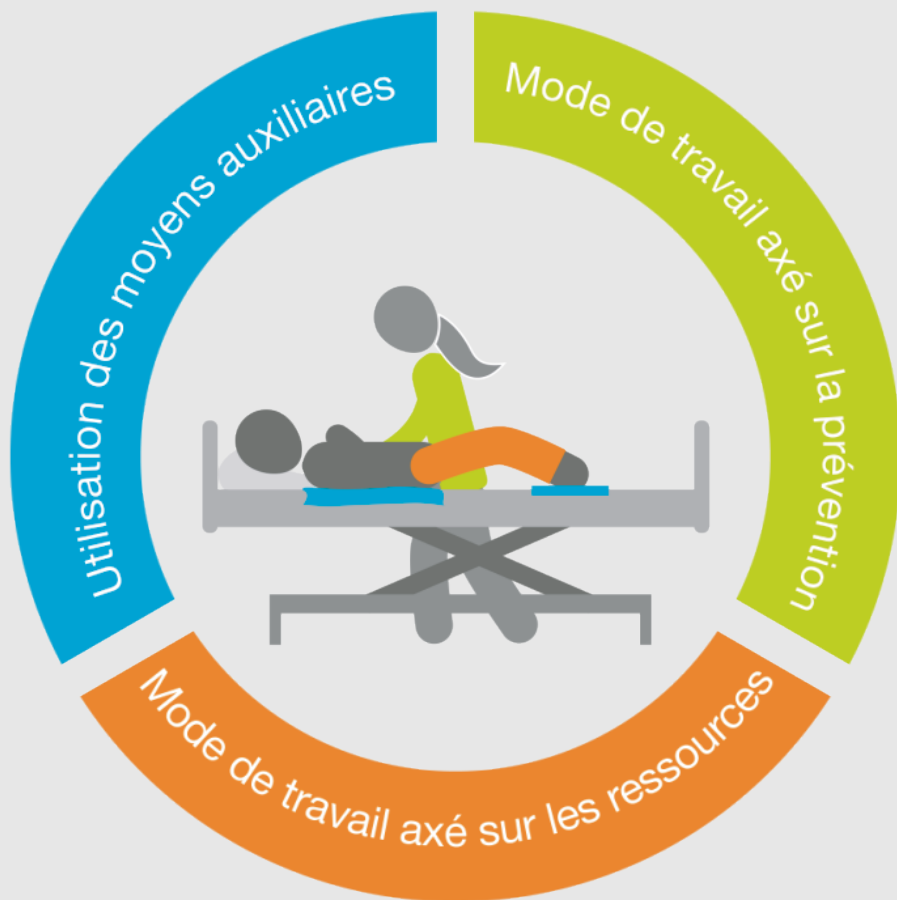 Utilisation des moyens auxiliaires
Mode de travail axé sur la prévention
Mode de travail axé sur les ressources